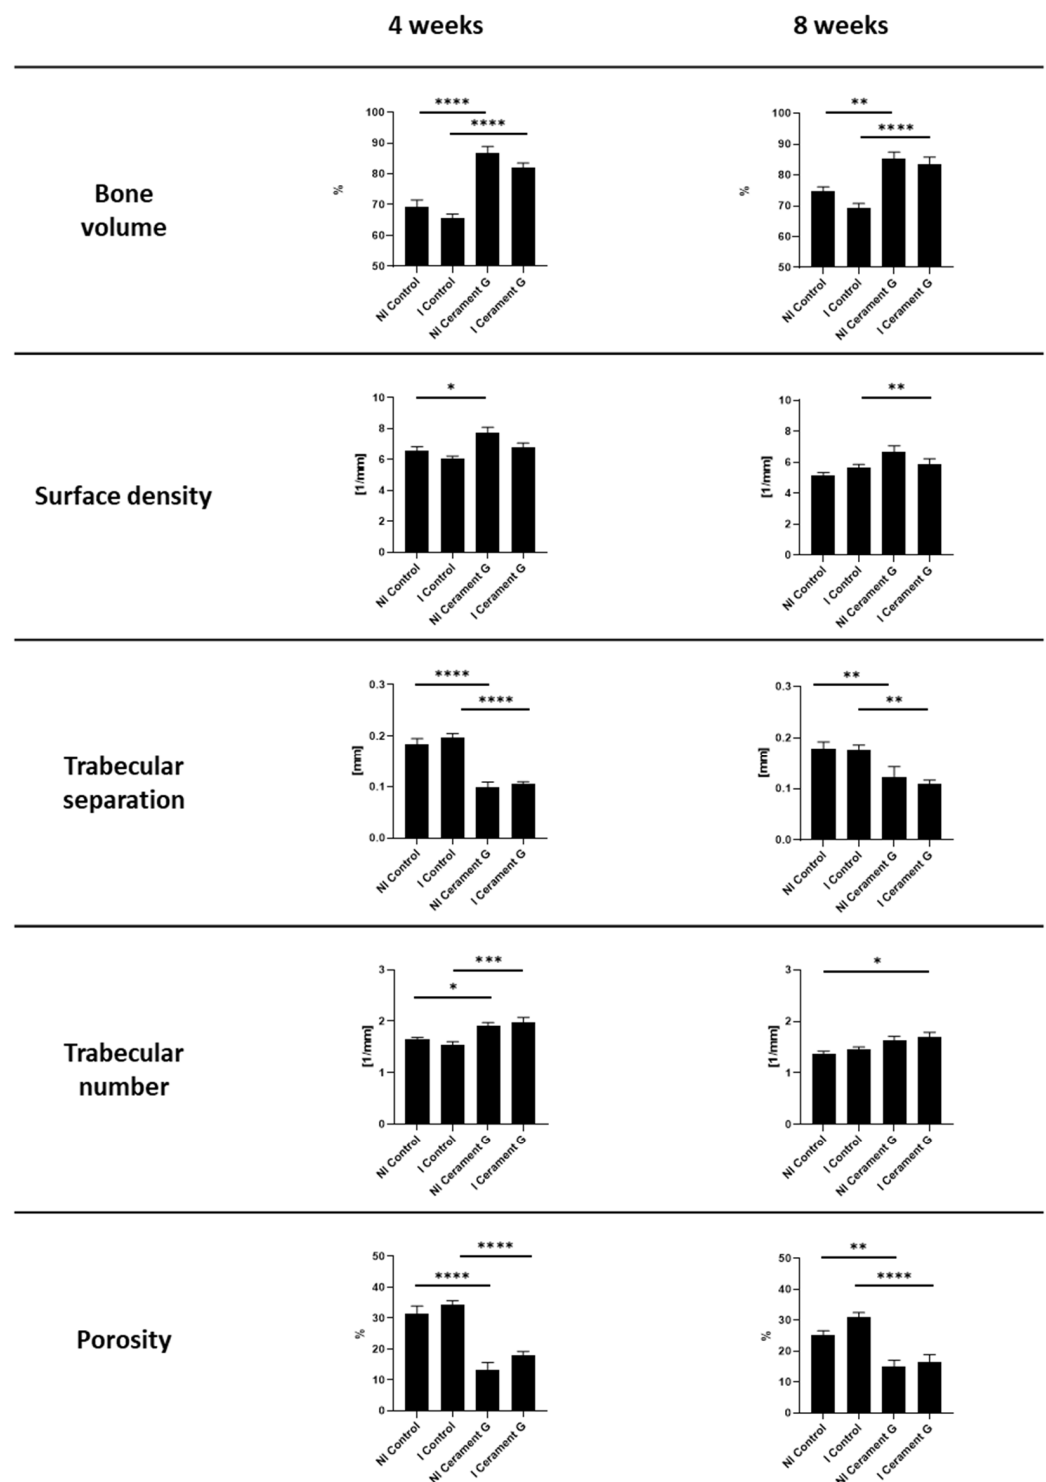 4 weeks 8 weeks
Bone
volume
****
****
100
90
80
70
60
50
%
NI Control
I Control
NI Cerament G
I Cerament G
**
****
100
90
80
70
60
50
%
NI Control
I Control
NI Cerament G
I Cerament G
Surface density
*
10
8
6
4
2
0
[1/mm]
NI Control
I Control
NI Cerament G
I Cerament G
**
10
8
6
4
2
0
[1/mm]
NI Control
I Control
NI Cerament G
I Cerament G
Trabecular
separation
****
****
0.3
0.2
0.1
0.0
[mm]
NI Control
I Control
NI Cerament G
I Cerament G
**
**
0.3
0.2
0.1
0.0
[mm]
NI Control
I Control
NI Cerament G
I Cerament G
Trabecular
number
***
*
3
2
1
0
[1/mm]
NI Control
I Control
NI Cerament G
I Cerament G
*
3
2
1
0
[1/mm]
NI Control
I Control
NI Cerament G
I Cerament G
Porosity
****
****
50
40
30
20
10
0
%
NI Control
I Control
NI Cerament G
I Cerament G
**
****
50
40
30
20
10
0
%
NI Control
I Control
NI Cerament G
I Cerament G